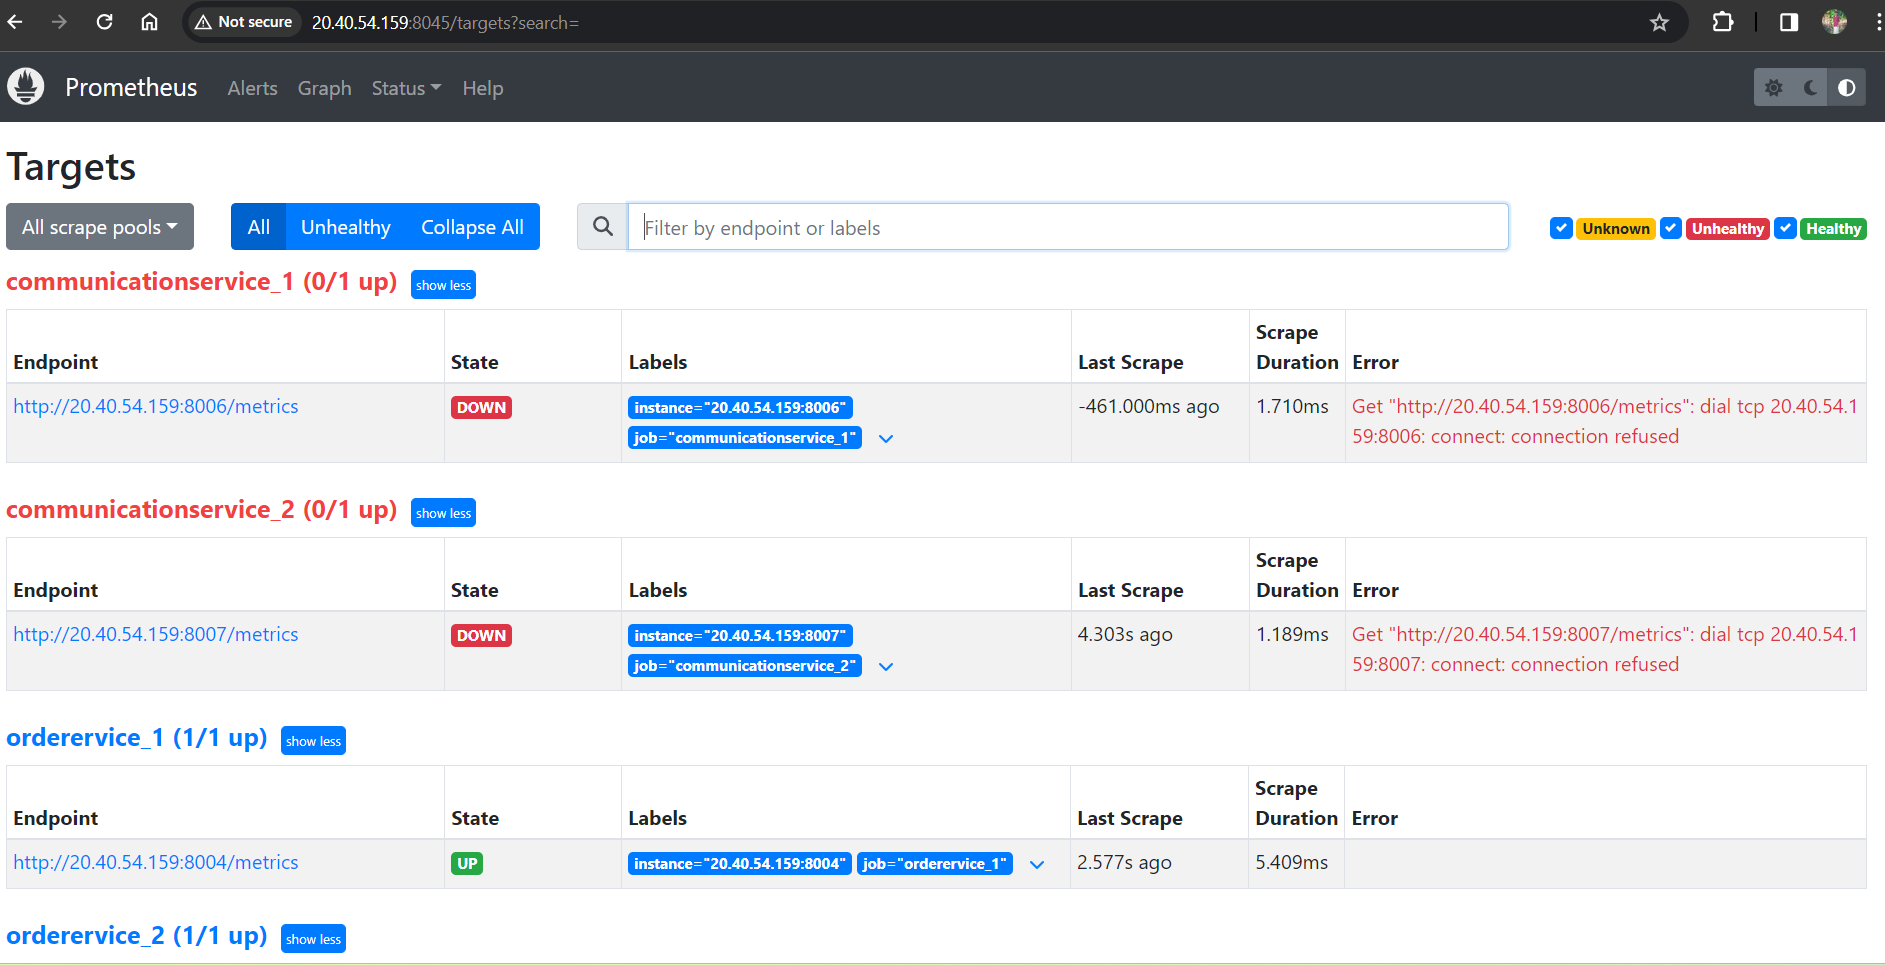 Not secure 20.40.54.159:8045/targets?search=
Prometheus Alerts Graph Status Help
Targets
All scrape pools All Unhealthy Collapse All Filter by endpoint or labels Unknown Unhealthy Healthy
communicationservice_1 (0/1 up) show less
Scrape
Endpoint State Labels Last Scrape Duration Error
http://20.40.54.159:8006/metrics DOWN instance="20.40.54.159:8006" -461.000ms ago 1.710ms Get "http://20.40.54.159:8006/metrics": dial tcp 20.40.54.1
job="communicationservice_1" 59:8006: connect: connection refused
communicationservice_2 (0/1 up) show less
Scrape
Endpoint State Labels Last Scrape Duration Error
http://20.40.54.159:8007/metrics DOWN instance="20.40.54.159:8007" 4.303s ago 1.189ms Get "http://20.40.54.159:8007/metrics": dial tcp 20.40.54.1
job="communicationservice_2" 59:8007: connect: connection refused
orderervice_1 (1/1 up) show less
Scrape
Endpoint State Labels Last Scrape Duration Error
http://20.40.54.159:8004/metrics UP instance="20.40.54.159:8004" job="orderervice_1" 2.577s ago 5.409ms
orderervice_2 (1/1 up) show less